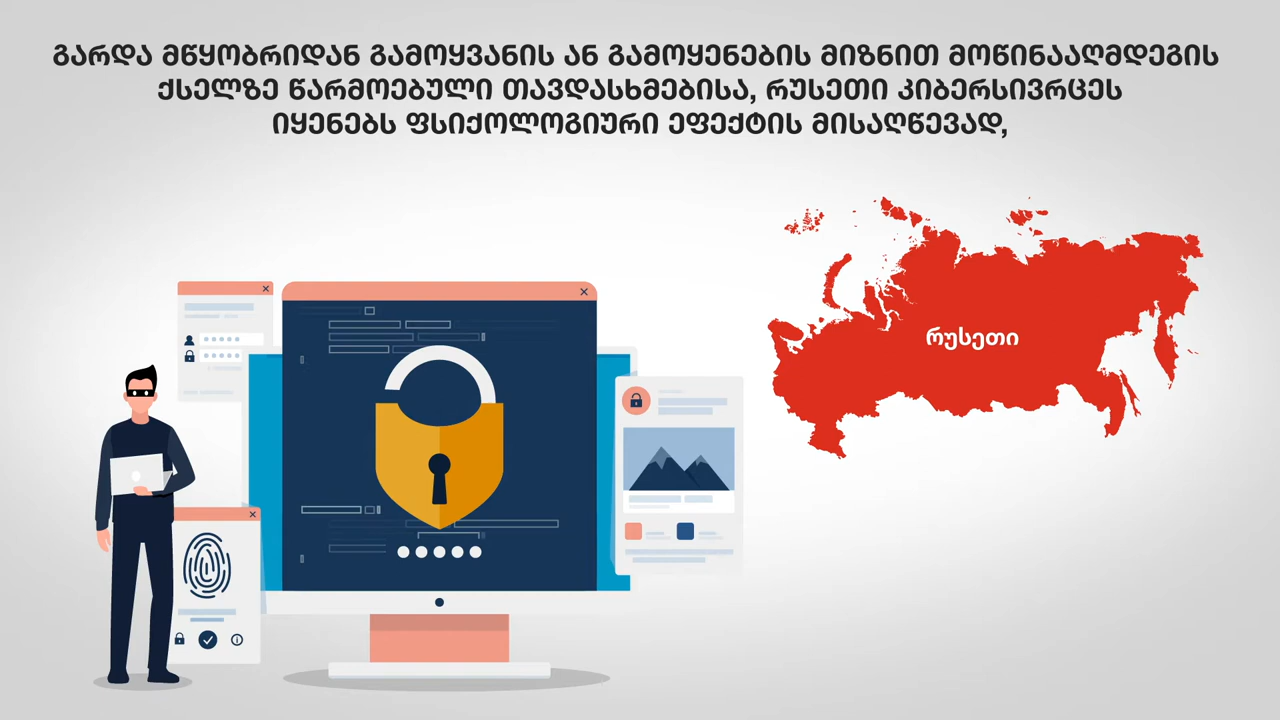 გარდა მწყობრიდან გამოყვანის ან გამოყენების მიზნით მოწინააღმდეგის
ქსელზე წარმოებული თავდასხმებისა, რუსეთი კიბერსივრცეს
იყენებს ფსიქოლოგიური ეფექტის მისაღწევად,
რუსეთი